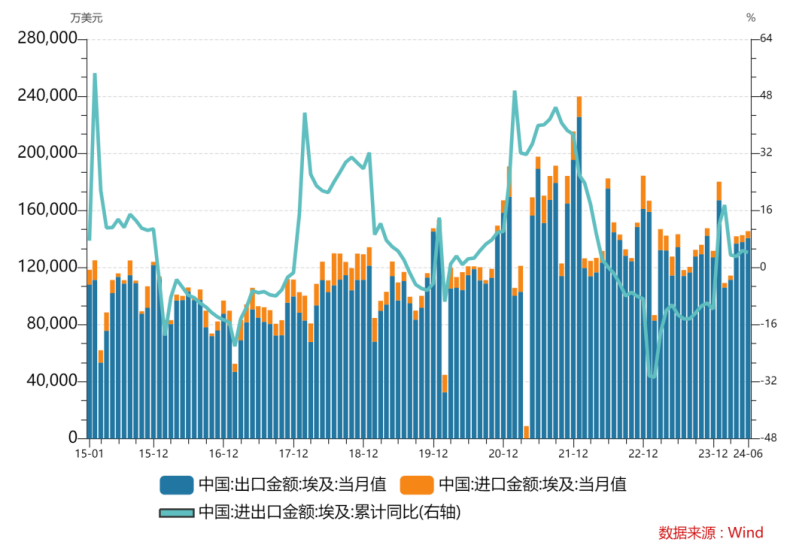 万美元 %
280,000 64
240,000 48
200,000 32
160,000 16
120,000 0
80,000 -16
40,000 -32
0 -48
15-01 15-12 16-12 17-12 18-12 19-12 20-12 21-12 22-12 23-12 24-06
中国:出口金额:埃及:当月值 中国:进口金额:埃及:当月值
中国:进出口金额:埃及:累计同比(右轴)
数据来源：Wind